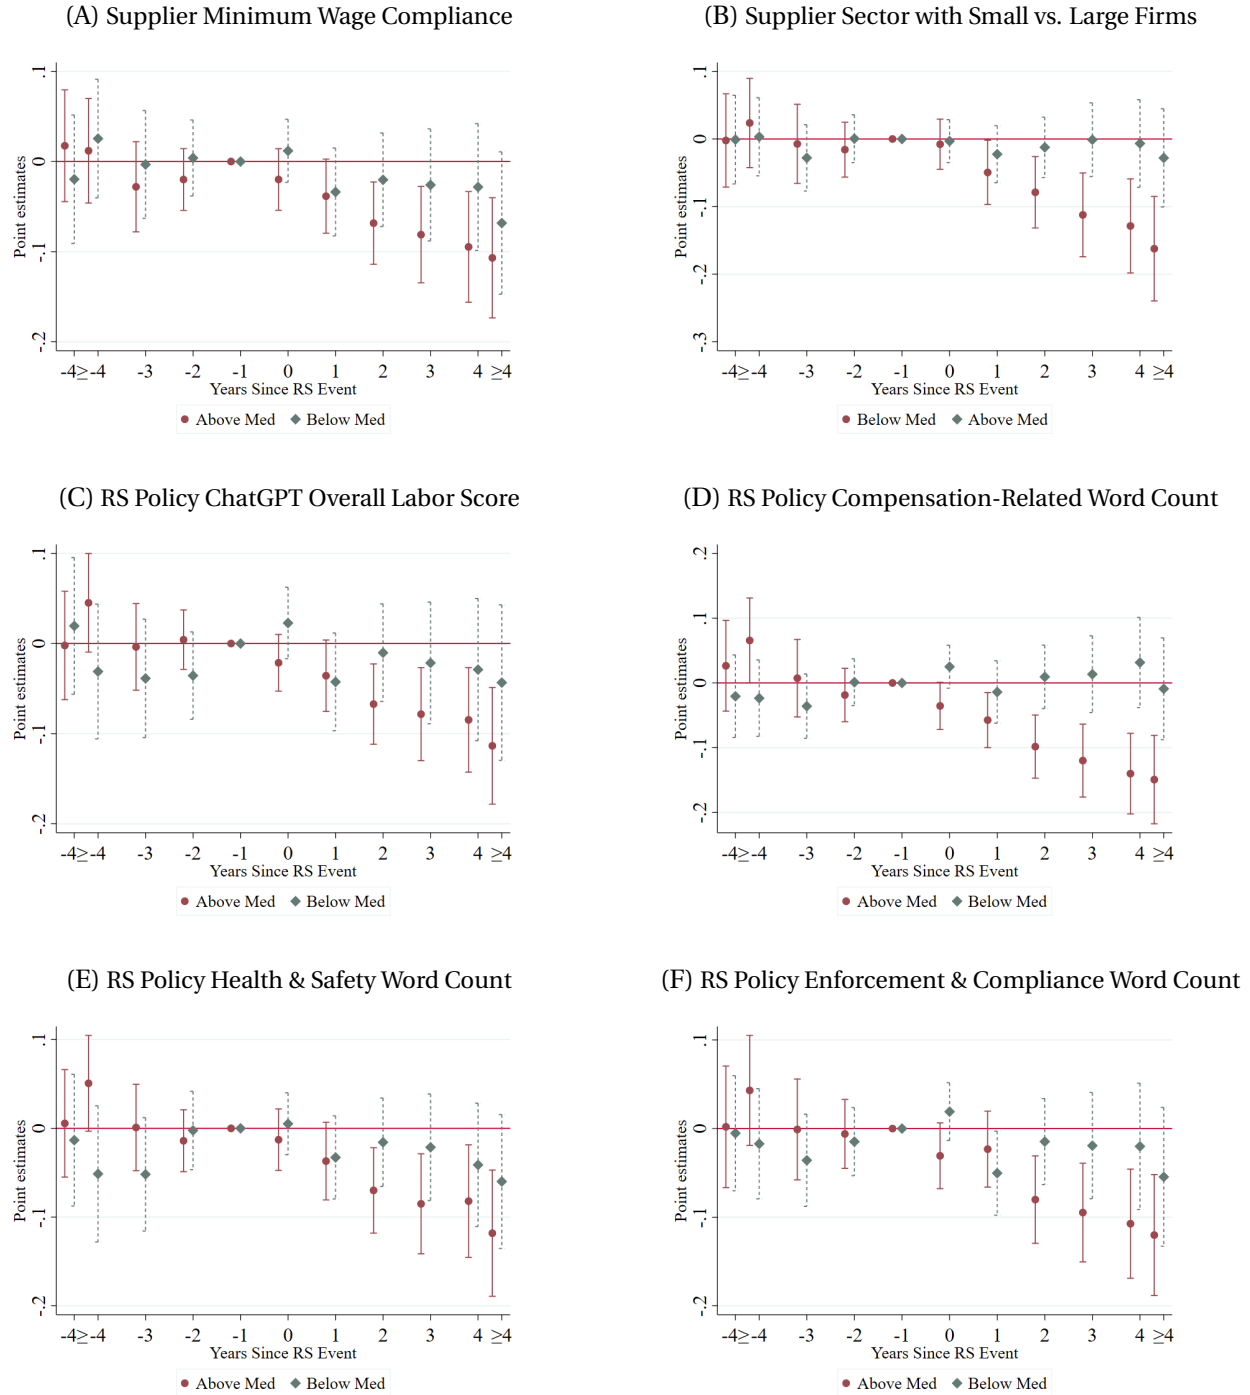 (A) Supplier Minimum Wage Compliance
Point estimates
.1
0
-.1
-.2
-4≥ -4 -3 -2 -1 0 1 2 3 4 ≥4
Years Since RS Event
Above Med Below Med
(B) Supplier Sector with Small vs. Large Firms
Point estimates
.1
0
-.1
-.2
-.3
-4≥ -4 -3 -2 -1 0 1 2 3 4 ≥4
Years Since RS Event
Below Med Above Med
(C) RS Policy ChatGPT Overall Labor Score
Point estimates
.1
0
-.1
-.2
-4≥ -4 -3 -2 -1 0 1 2 3 4 ≥4
Years Since RS Event
Above Med Below Med
(D) RS Policy Compensation-Related Word Count
Point estimates
.2
.1
0
-.1
-.2
-4≥ -4 -3 -2 -1 0 1 2 3 4 ≥4
Years Since RS Event
Above Med Below Med
(E) RS Policy Health & Safety Word Count
Point estimates
.1
0
-.1
-.2
-4≥ -4 -3 -2 -1 0 1 2 3 4 ≥4
Years Since RS Event
Above Med Below Med
(F) RS Policy Enforcement & Compliance Word Count
Point estimates
.1
0
-.1
-.2
-4≥ -4 -3 -2 -1 0 1 2 3 4 ≥4
Years Since RS Event
Above Med Below Med